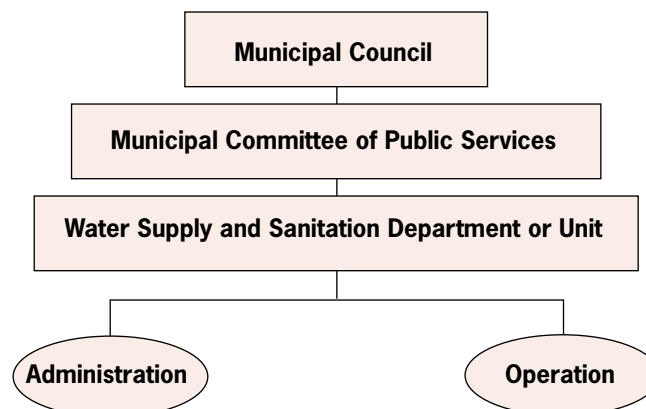 Municipal Council
Municipal Committee of Public Services
Water Supply and Sanitation Department or Unit
Administration
Operation